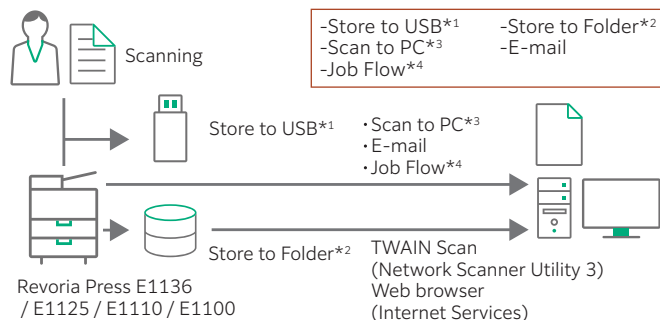 -Store to USB*1 -Store to Folder*2
-Scan to PC*3 -E-mail
-Job Flow*4
Scanning
Store to USB*1
・Scan to PC*3
・E-mail
・Job Flow*4
Store to Folder*2
TWAIN Scan
(Network Scanner Utility 3)
Web browser
(Internet Services)
Revoria Press E1136
/ E1125 / E1110 / E1100